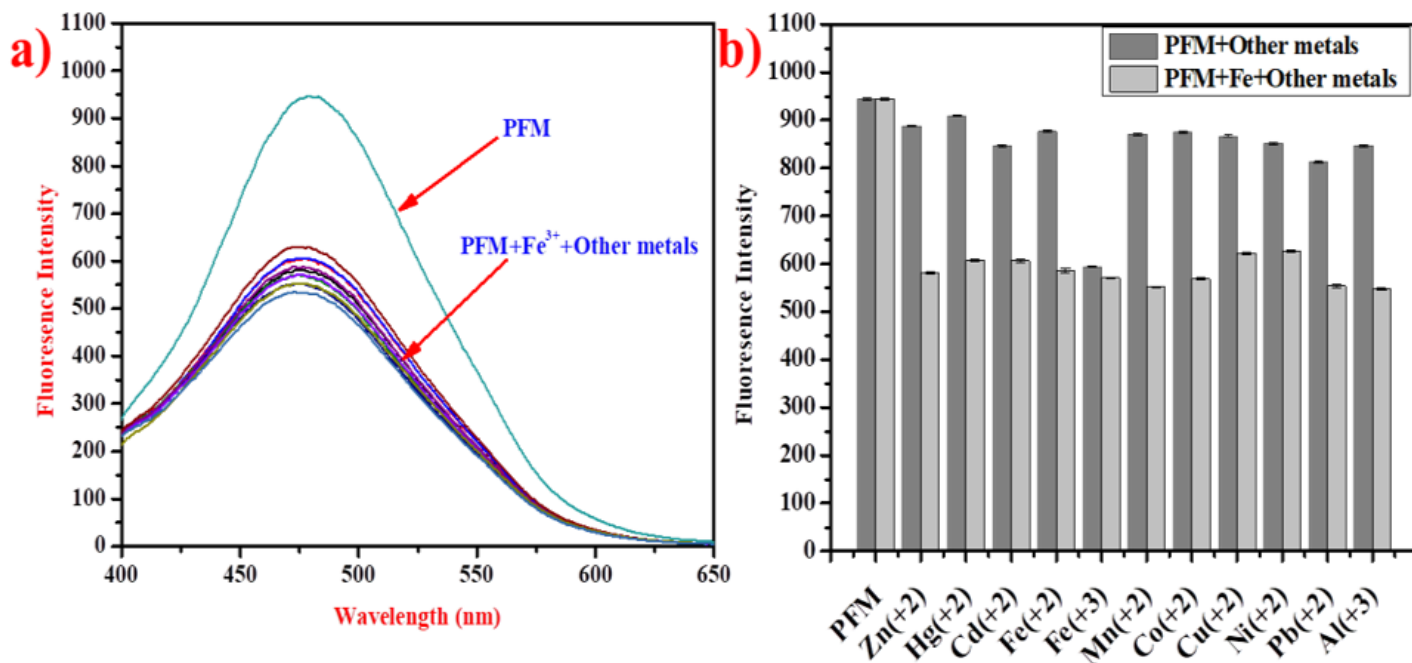 a)
Fluoresence Intensity
1100
1000
900
800
700
600
500
400
300
200
100
0
400
450
500
550
600
650
Wavelength (nm)
PFM
PFM+Fe³⁺+Other metals
b)
Fluoresence Intensity
1100
1000
900
800
700
600
500
400
300
200
100
0
PFM+Other metals
PFM+Fe+Other metals
PFM
Zn(+2)
Hg(+2)
Cd(+2)
Fe(+2)
Fe(+3)
Mn(+2)
Co(+2)
Cu(+2)
Ni(+2)
Pb(+2)
Al(+3)